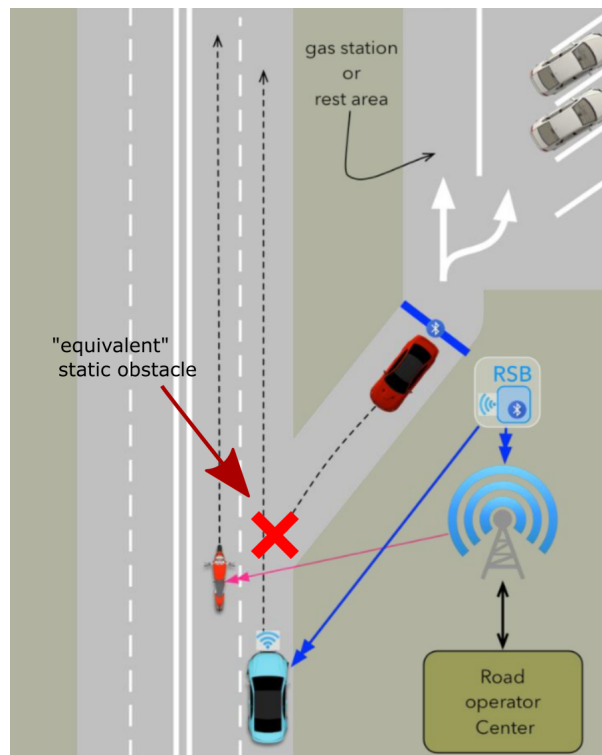 gas station
or
rest area
"equivalent"
static obstacle
RSB
Road
operator
Center